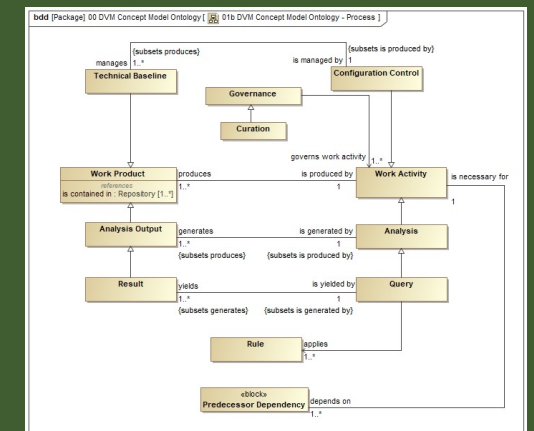 bdd [Package] 00 DVM Concept Model Ontology [ 01b DVM Concept Model Ontology - Process ]
{subsets produces}
{subsets is produced by}
manages 1..*
is managed by 1
Technical Baseline
Configuration Control
Governance
Curation
governs work activity 1..*
Work Product
references
is contained in : Repository [1..*]
produces
1..*
is produced by
1
Work Activity
is necessary for
1
Analysis Output
generates
1..*
{subsets produces}
is generated by
1
{subsets is produced by}
Analysis
Result
yields
1..*
{subsets generates}
is yielded by
1
{subsets is generated by}
Query
Rule
applies
1..*
«block»
Predecessor Dependency
depends on
1..*